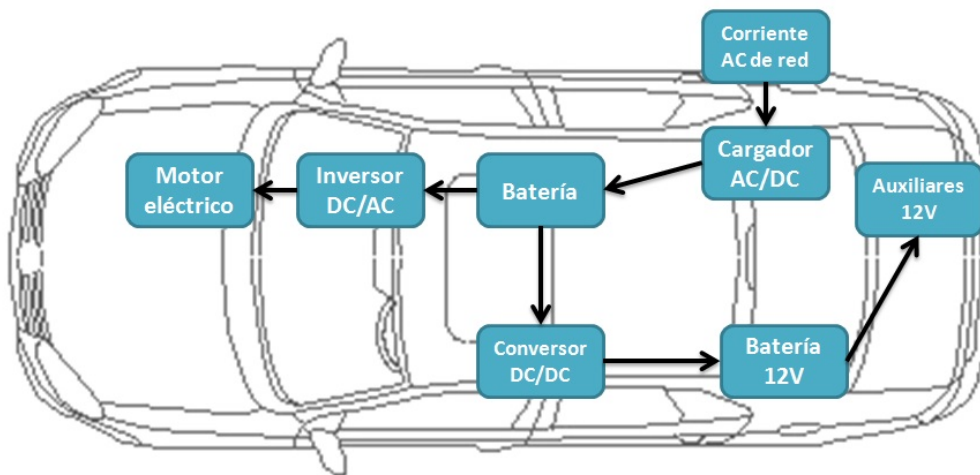 Corriente
AC de red
Cargador
AC/DC
Batería
Inversor
DC/AC
Motor
eléctrico
Auxiliares
12V
Conversor
DC/DC
Batería
12V